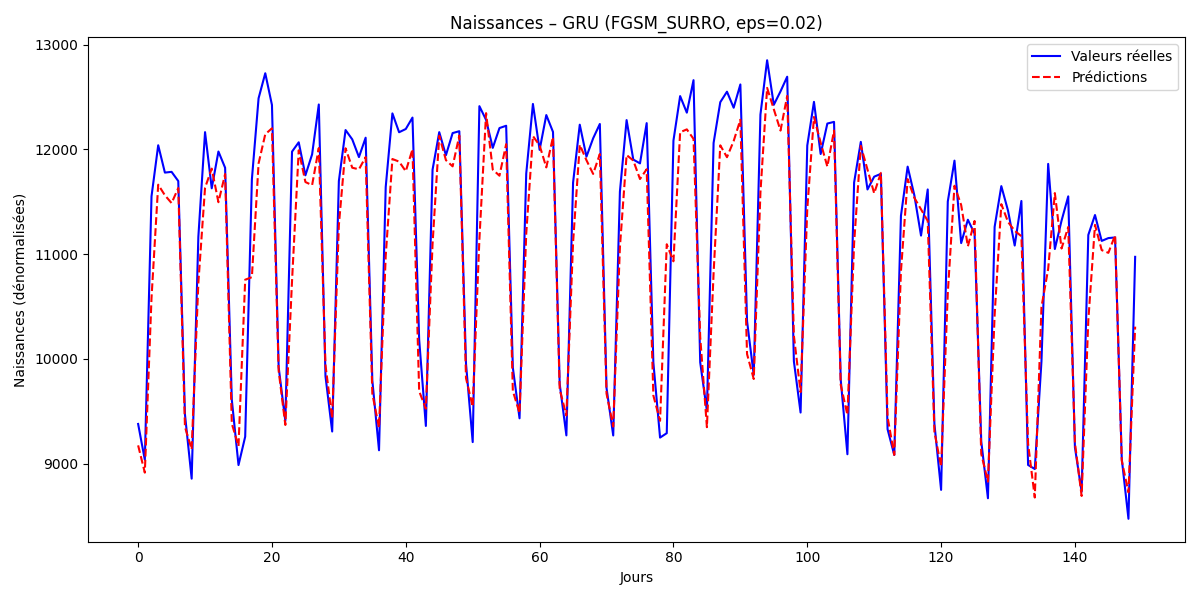 Naissances – GRU (FGSM_SURRO, eps=0.02)
Valeurs réelles
Prédictions
Naissances (dénormalisées)
13000
12000
11000
10000
9000
0 20 40 60 80 100 120 140
Jours